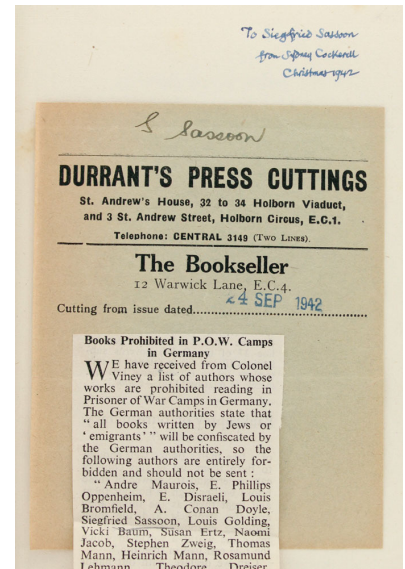 To Siegfried Sassoon
from Sydney Cockerell
Christmas 1942
S Sassoon
DURRANT'S PRESS CUTTINGS
St. Andrew's House, 32 to 34 Holborn Viaduct,
and 3 St. Andrew Street, Holborn Circus, E.C.1.
Telephone: CENTRAL 3149 (Two Lines).
The Bookseller
12 Warwick Lane, E.C.4.
Cutting from issue dated 24 SEP 1942
Books Prohibited in P.O.W. Camps
in Germany
WE have received from Colonel
Viney a list of authors whose
works are prohibited reading in
Prisoner of War Camps in Germany.
The German authorities state that
"all books written by Jews or
'emigrants'" will be confiscated by
the German authorities, so the
following authors are entirely for-
bidden and should not be sent:
"Andre Maurois, E. Phillips
Oppenheim, E. Disraeli, Louis
Bromfield, A. Conan Doyle,
Siegfried Sassoon, Louis Golding,
Vicki Baum, Susan Ertz, Naomi
Jacob, Stephen Zweig, Thomas
Mann, Heinrich Mann, Rosamund
Lehmann, Theodore Dreiser,